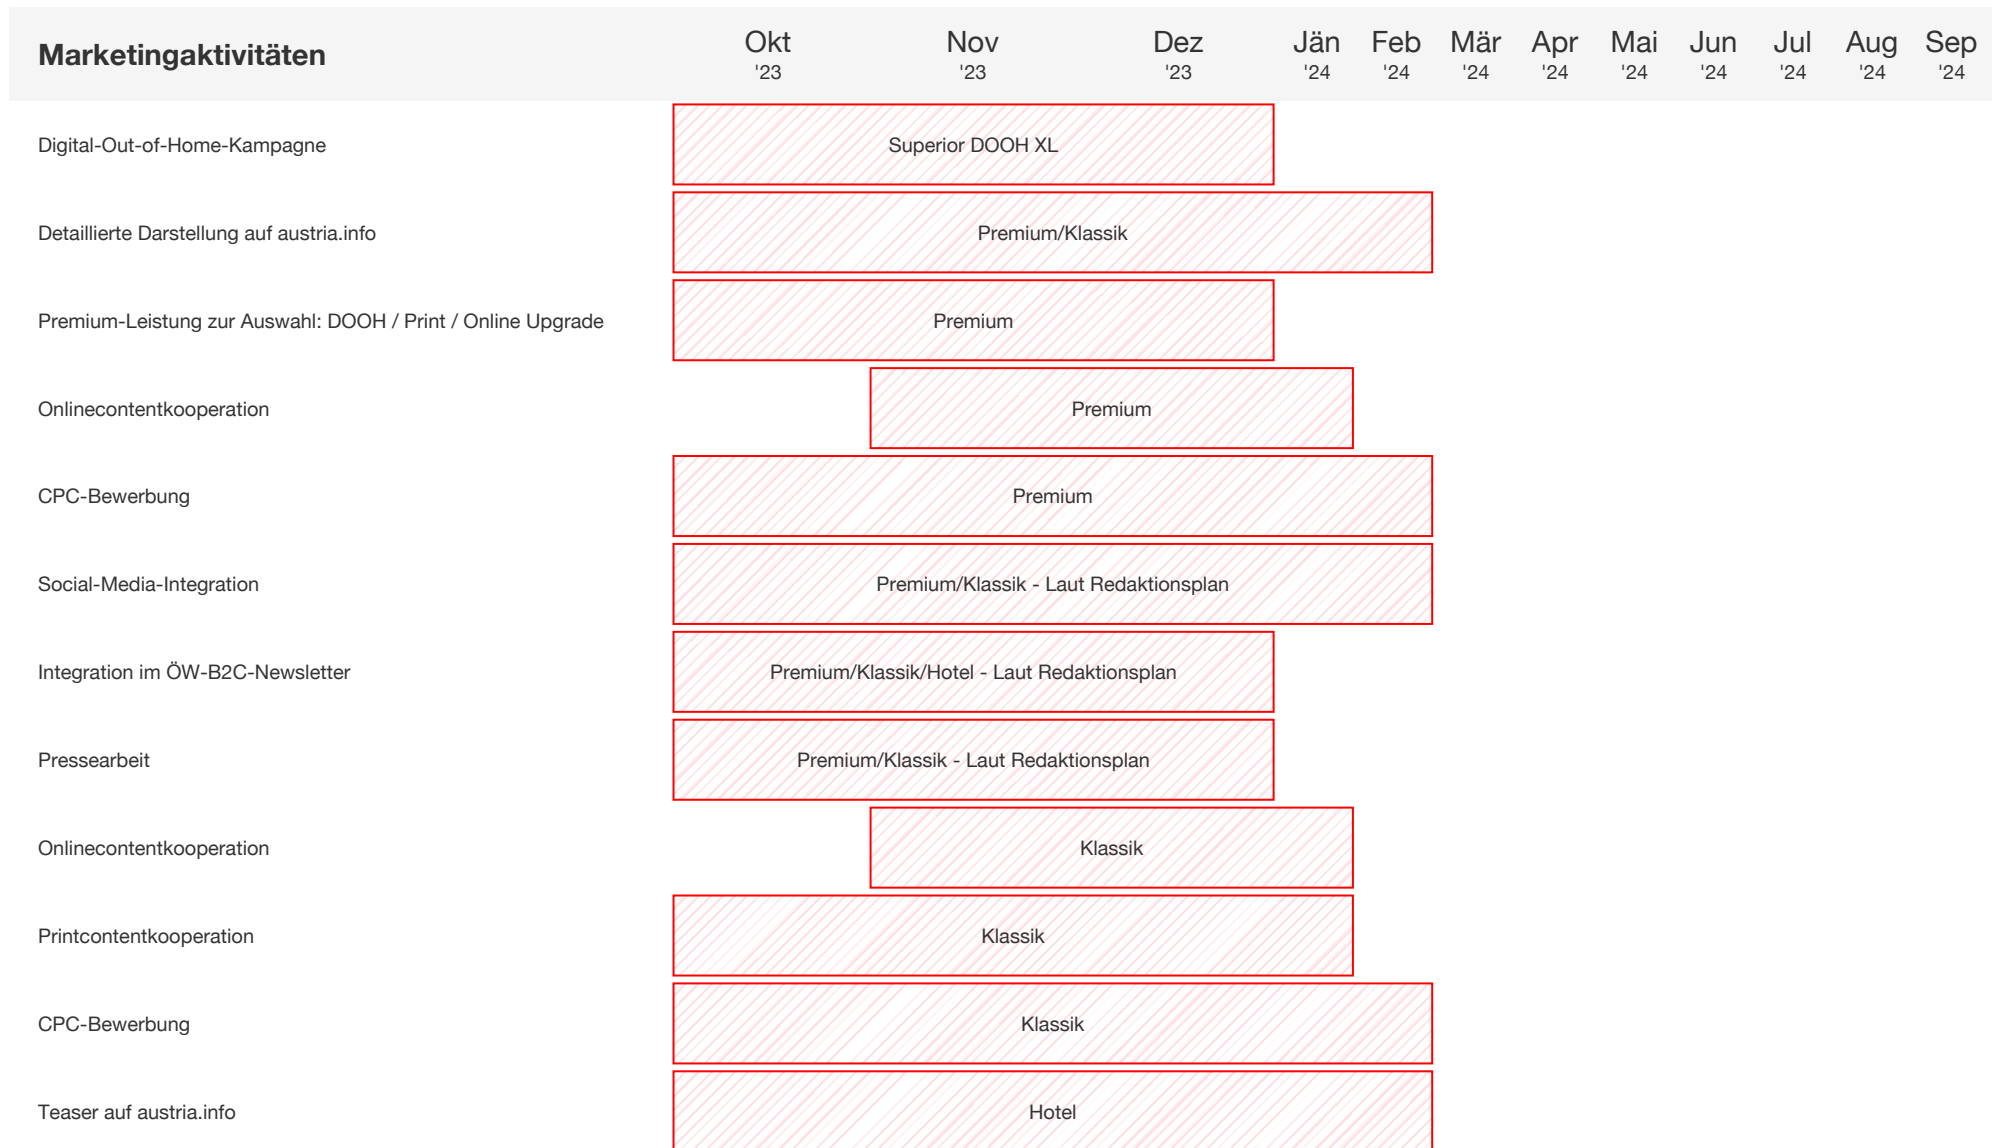 Marketingaktivitäten Okt Nov Dez Jän Feb Mär Apr Mai Jun Jul Aug Sep
'23 '23 '23 '24 '24 '24 '24 '24 '24 '24 '24 '24
Digital-Out-of-Home-Kampagne Superior DOOH XL
Detaillierte Darstellung auf austria.info Premium/Klassik
Premium-Leistung zur Auswahl: DOOH / Print / Online Upgrade Premium
Onlinecontentkooperation Premium
CPC-Bewerbung Premium
Social-Media-Integration Premium/Klassik - Laut Redaktionsplan
Integration im ÖW-B2C-Newsletter Premium/Klassik/Hotel - Laut Redaktionsplan
Pressearbeit Premium/Klassik - Laut Redaktionsplan
Onlinecontentkooperation Klassik
Printcontentkooperation Klassik
CPC-Bewerbung Klassik
Teaser auf austria.info Hotel